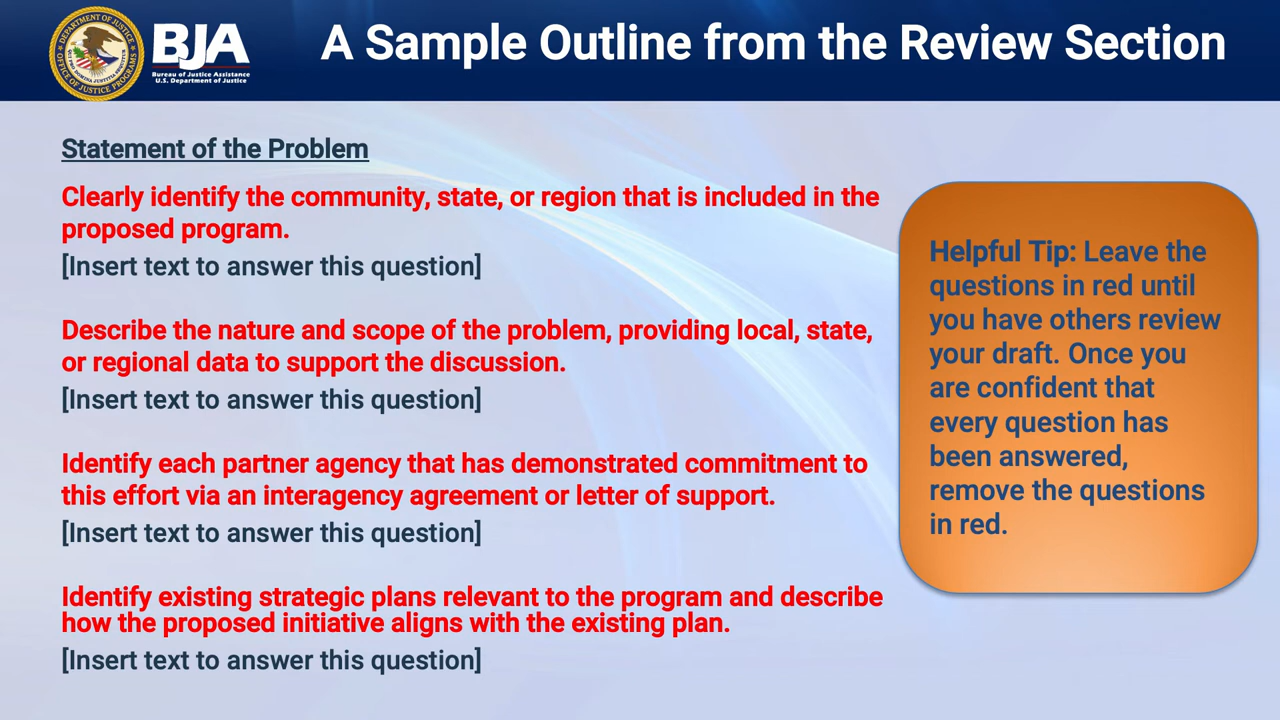 BJA
Bureau of Justice Assistance
U.S. Department of Justice
A Sample Outline from the Review Section
Statement of the Problem
Clearly identify the community, state, or region that is included in the
proposed program.
[Insert text to answer this question]
Describe the nature and scope of the problem, providing local, state,
or regional data to support the discussion.
[Insert text to answer this question]
Identify each partner agency that has demonstrated commitment to
this effort via an interagency agreement or letter of support.
[Insert text to answer this question]
Identify existing strategic plans relevant to the program and describe
how the proposed initiative aligns with the existing plan.
[Insert text to answer this question]
Helpful Tip: Leave the
questions in red until
you have others review
your draft. Once you
are confident that
every question has
been answered,
remove the questions
in red.